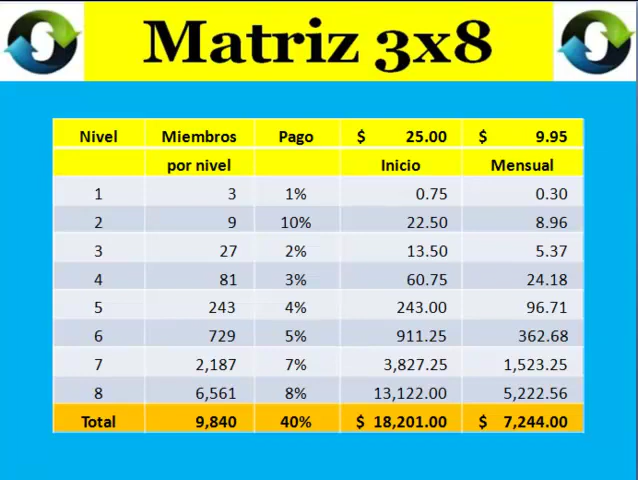 Matriz 3x8
Nivel Miembros Pago $ 25.00 $ 9.95
por nivel Inicio Mensual
1 3 1% 0.75 0.30
2 9 10% 22.50 8.96
3 27 2% 13.50 5.37
4 81 3% 60.75 24.18
5 243 4% 243.00 96.71
6 729 5% 911.25 362.68
7 2,187 7% 3,827.25 1,523.25
8 6,561 8% 13,122.00 5,222.56
Total 9,840 40% $ 18,201.00 $ 7,244.00